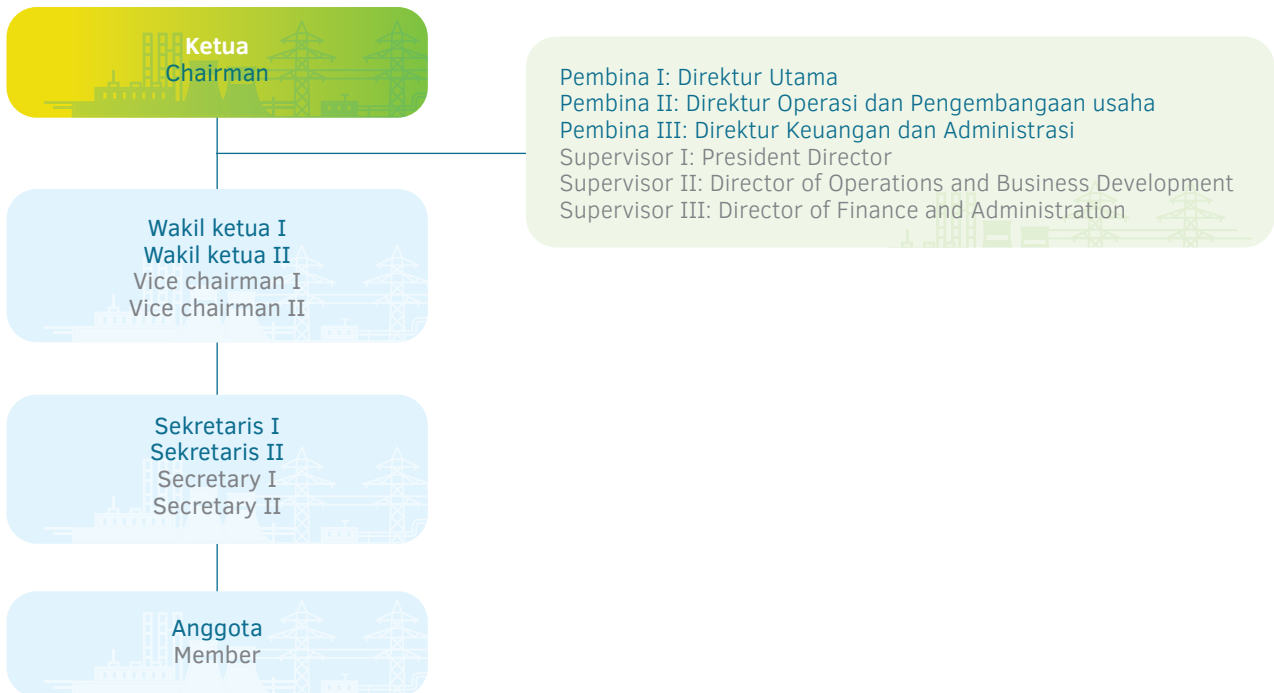 Ketua
Chairman
Pembina I: Direktur Utama
Pembina II: Direktur Operasi dan Pengembangaan usaha
Pembina III: Direktur Keuangan dan Administrasi
Supervisor I: President Director
Supervisor II: Director of Operations and Business Development
Supervisor III: Director of Finance and Administration
Wakil ketua I
Wakil ketua II
Vice chairman I
Vice chairman II
Sekretaris I
Sekretaris II
Secretary I
Secretary II
Anggota
Member